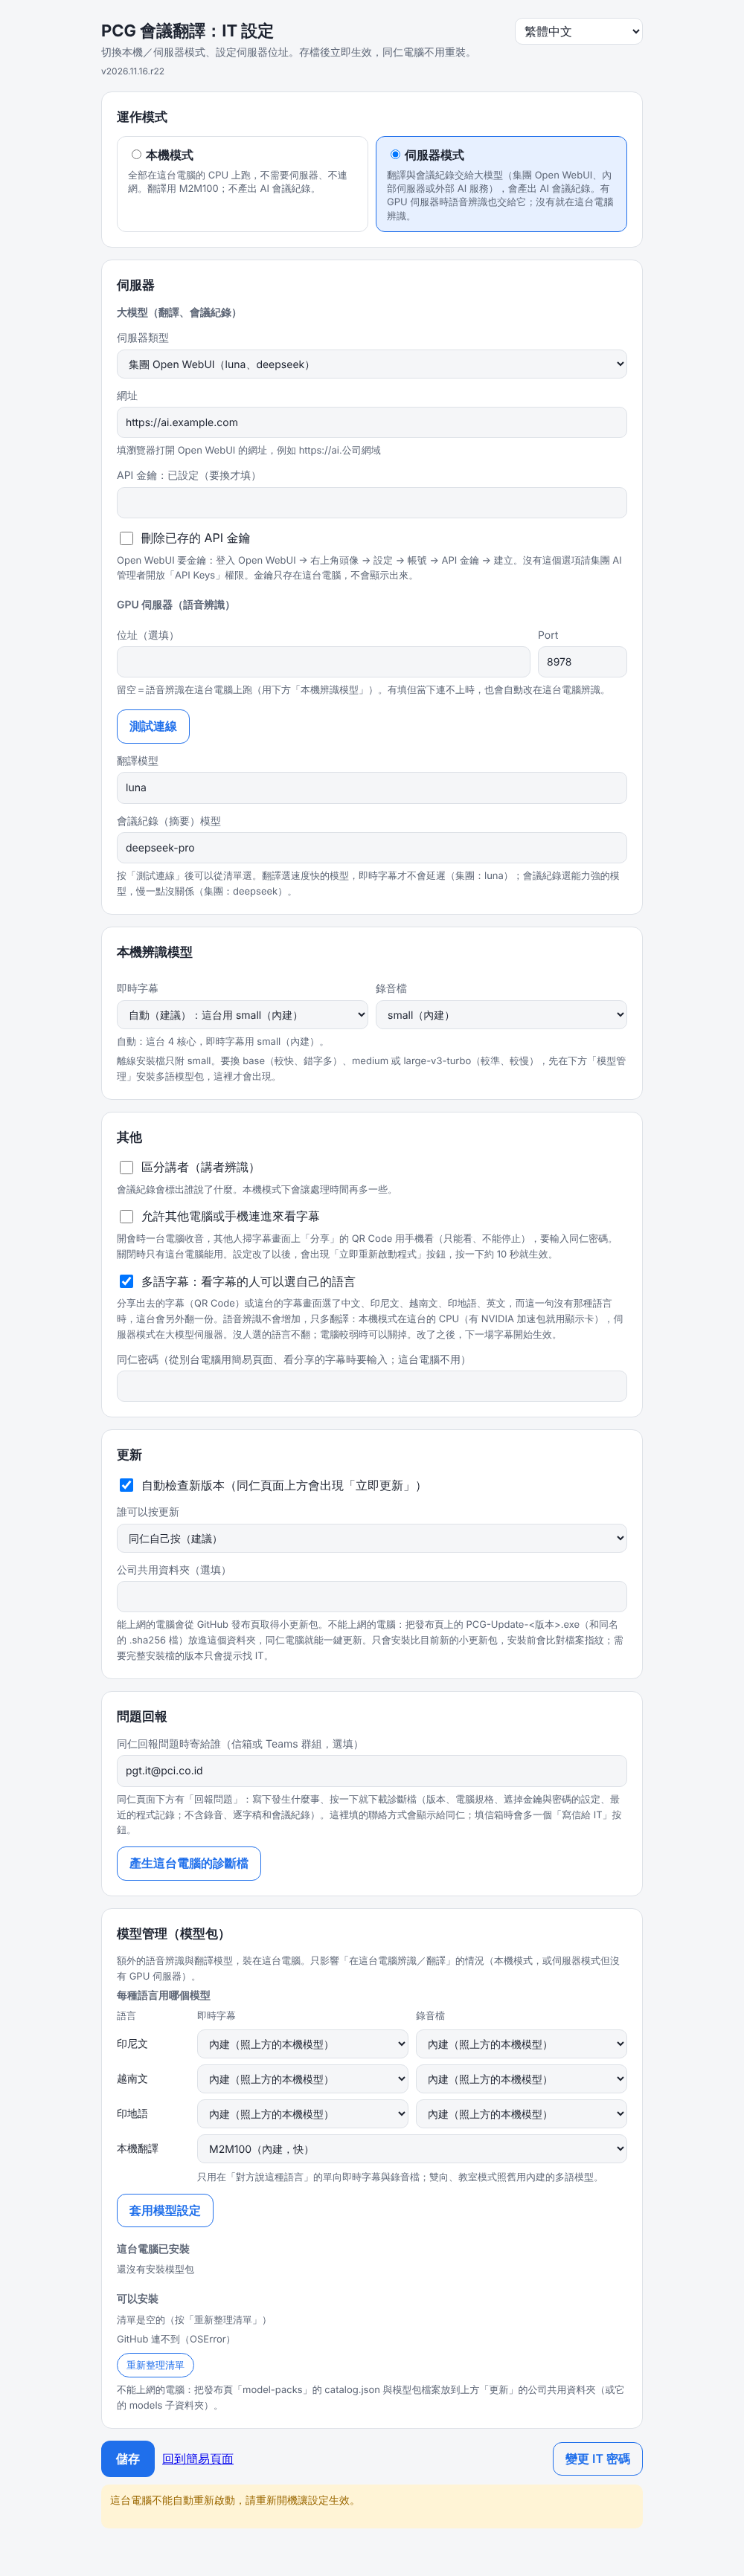 PCG 會議翻譯：IT 設定
繁體中文
切換本機／伺服器模式、設定伺服器位址。存檔後立即生效，同仁電腦不用重裝。
v2026.11.16.r22
運作模式
本機模式
全部在這台電腦的 CPU 上跑，不需要伺服器、不連
網。翻譯用 M2M100；不產出 AI 會議紀錄。
伺服器模式
翻譯與會議紀錄交給大模型（集團 Open WebUI、內
部伺服器或外部 AI 服務），會產出 AI 會議紀錄。有
GPU 伺服器時語音辨識也交給它；沒有就在這台電腦
辨識。
伺服器
大模型（翻譯、會議紀錄）
伺服器類型
集團 Open WebUI（luna、deepseek）
網址
https://ai.example.com
填瀏覽器打開 Open WebUI 的網址，例如 https://ai.公司網域
API 金鑰：已設定（要換才填）
刪除已存的 API 金鑰
Open WebUI 要金鑰：登入 Open WebUI → 右上角頭像 → 設定 → 帳號 → API 金鑰 → 建立。沒有這個選項請集團 AI
管理者開放「API Keys」權限。金鑰只存在這台電腦，不會顯示出來。
GPU 伺服器（語音辨識）
位址（選填）
Port
8978
留空＝語音辨識在這台電腦上跑（用下方「本機辨識模型」）。有填但當下連不上時，也會自動改在這台電腦辨識。
測試連線
翻譯模型
luna
會議紀錄（摘要）模型
deepseek-pro
按「測試連線」後可以從清單選。翻譯選速度快的模型，即時字幕才不會延遲（集團：luna）；會議紀錄選能力強的模
型，慢一點沒關係（集團：deepseek）。
本機辨識模型
即時字幕
錄音檔
自動（建議）：這台用 small（內建）
small（內建）
自動：這台 4 核心，即時字幕用 small（內建）。
離線安裝檔只附 small。要換 base（較快、錯字多）、medium 或 large-v3-turbo（較準、較慢），先在下方「模型管
理」安裝多語模型包，這裡才會出現。
其他
區分講者（講者辨識）
會議紀錄會標出誰說了什麼。本機模式下會讓處理時間再多一些。
允許其他電腦或手機連進來看字幕
開會時一台電腦收音，其他人掃字幕畫面上「分享」的 QR Code 用手機看（只能看、不能停止），要輸入同仁密碼。
關閉時只有這台電腦能用。設定改了以後，會出現「立即重新啟動程式」按鈕，按一下約 10 秒就生效。
多語字幕：看字幕的人可以選自己的語言
分享出去的字幕（QR Code）或這台的字幕畫面選了中文、印尼文、越南文、印地語、英文，而這一句沒有那種語言
時，這台會另外翻一份。語音辨識不會增加，只多翻譯：本機模式在這台的 CPU（有 NVIDIA 加速包就用顯示卡），伺
服器模式在大模型伺服器。沒人選的語言不翻；電腦較弱時可以關掉。改了之後，下一場字幕開始生效。
同仁密碼（從別台電腦用簡易頁面、看分享的字幕時要輸入；這台電腦不用）
更新
自動檢查新版本（同仁頁面上方會出現「立即更新」）
誰可以按更新
同仁自己按（建議）
公司共用資料夾（選填）
能上網的電腦會從 GitHub 發布頁取得小更新包。不能上網的電腦：把發布頁上的 PCG-Update-<版本>.exe（和同名
的 .sha256 檔）放進這個資料夾，同仁電腦就能一鍵更新。只會安裝比目前新的小更新包，安裝前會比對檔案指紋；需
要完整安裝檔的版本只會提示找 IT。
問題回報
同仁回報問題時寄給誰（信箱或 Teams 群組，選填）
pgt.it@pci.co.id
同仁頁面下方有「回報問題」：寫下發生什麼事、按一下就下載診斷檔（版本、電腦規格、遮掉金鑰與密碼的設定、最
近的程式記錄；不含錄音、逐字稿和會議紀錄）。這裡填的聯絡方式會顯示給同仁；填信箱時會多一個「寫信給 IT」按
鈕。
產生這台電腦的診斷檔
模型管理（模型包）
額外的語音辨識與翻譯模型，裝在這台電腦。只影響「在這台電腦辨識／翻譯」的情況（本機模式，或伺服器模式但沒
有 GPU 伺服器）。
每種語言用哪個模型
語言
即時字幕
錄音檔
印尼文
內建（照上方的本機模型）
內建（照上方的本機模型）
越南文
內建（照上方的本機模型）
內建（照上方的本機模型）
印地語
內建（照上方的本機模型）
內建（照上方的本機模型）
本機翻譯
M2M100（內建，快）
只用在「對方說這種語言」的單向即時字幕與錄音檔；雙向、教室模式照舊用內建的多語模型。
套用模型設定
這台電腦已安裝
還沒有安裝模型包
可以安裝
清單是空的（按「重新整理清單」）
GitHub 連不到（OSError）
重新整理清單
不能上網的電腦：把發布頁「model-packs」的 catalog.json 與模型包檔案放到上方「更新」的公司共用資料夾（或它
的 models 子資料夾）。
儲存
回到簡易頁面
變更 IT 密碼
這台電腦不能自動重新啟動，請重新開機讓設定生效。